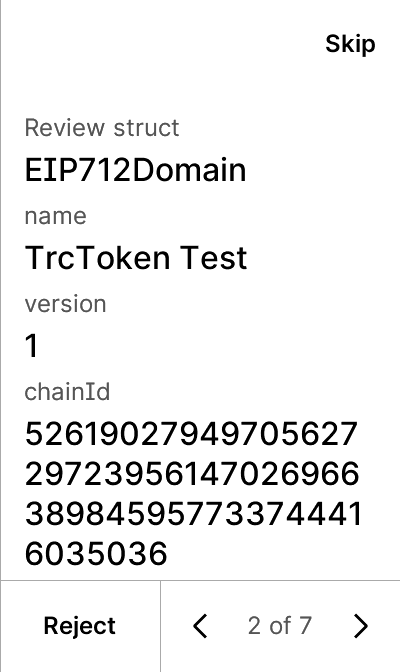 Skip
Review struct
EIP712Domain
name
TrcToken Test
version
1
chainId
52619027949705627
29723956147026966
38984595773374441
6035036
Reject
2 of 7